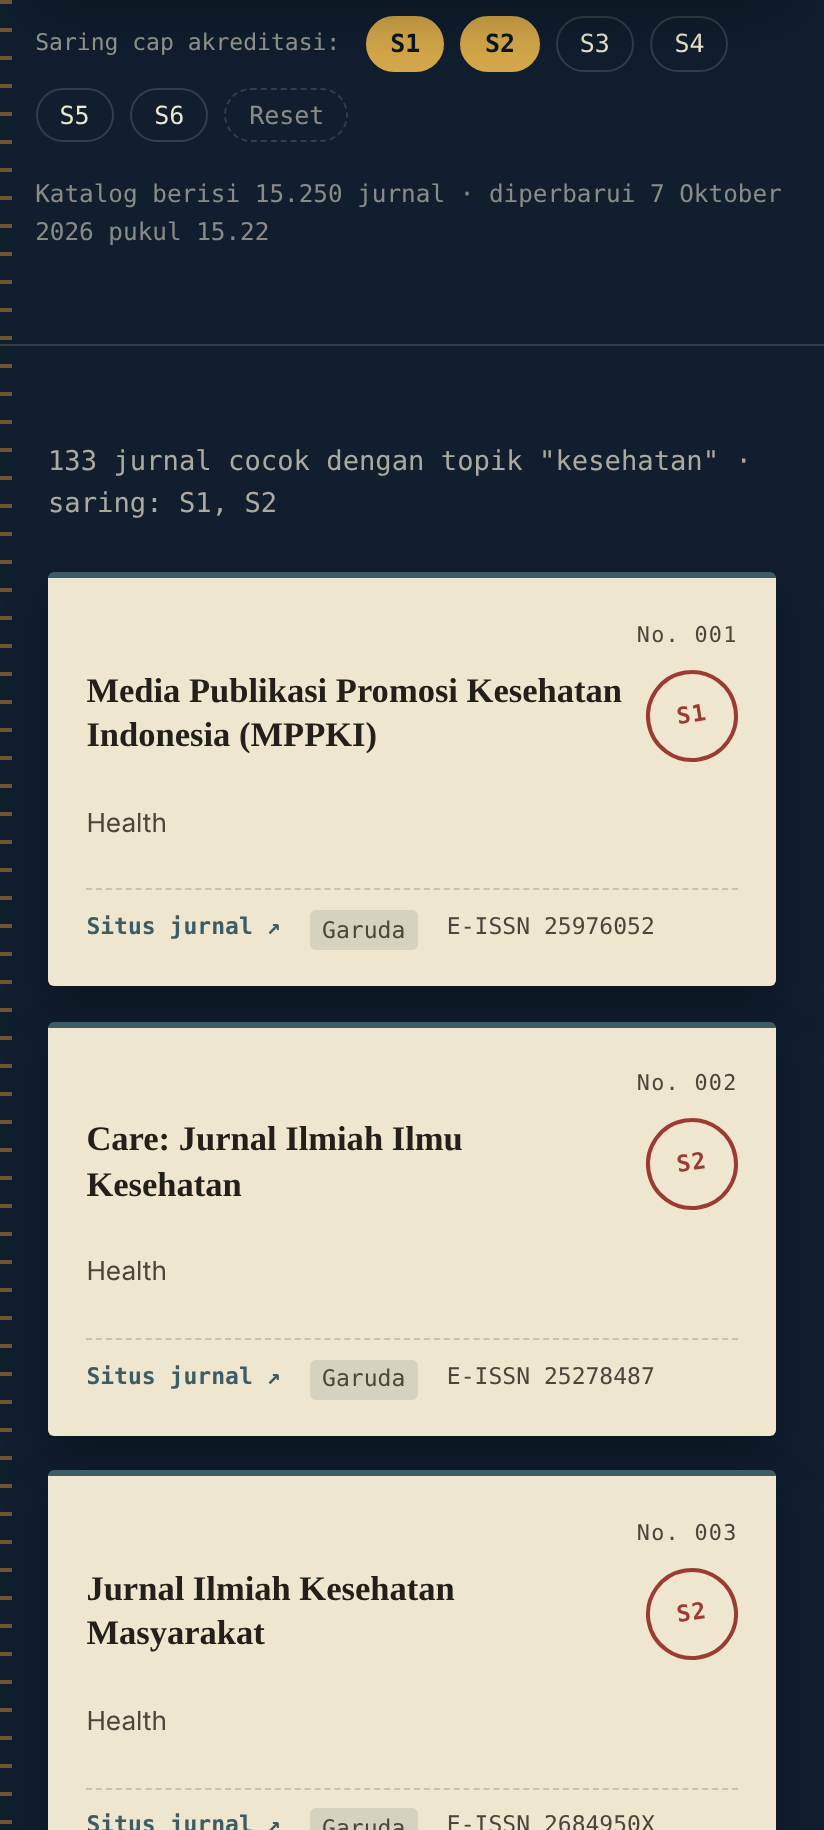 Saring cap akreditasi: S1 S2 S3 S4
S5 S6 Reset
Katalog berisi 15.250 jurnal · diperbarui 7 Oktober
2026 pukul 15.22
133 jurnal cocok dengan topik "kesehatan" ·
saring: S1, S2
No. 001
Media Publikasi Promosi Kesehatan
Indonesia (MPPKI)
S1
Health
Situs jurnal ↗ Garuda E-ISSN 25976052
No. 002
Care: Jurnal Ilmiah Ilmu
Kesehatan
S2
Health
Situs jurnal ↗ Garuda E-ISSN 25278487
No. 003
Jurnal Ilmiah Kesehatan
Masyarakat
S2
Health
Situs jurnal ↗ Garuda E-ISSN 2684950X